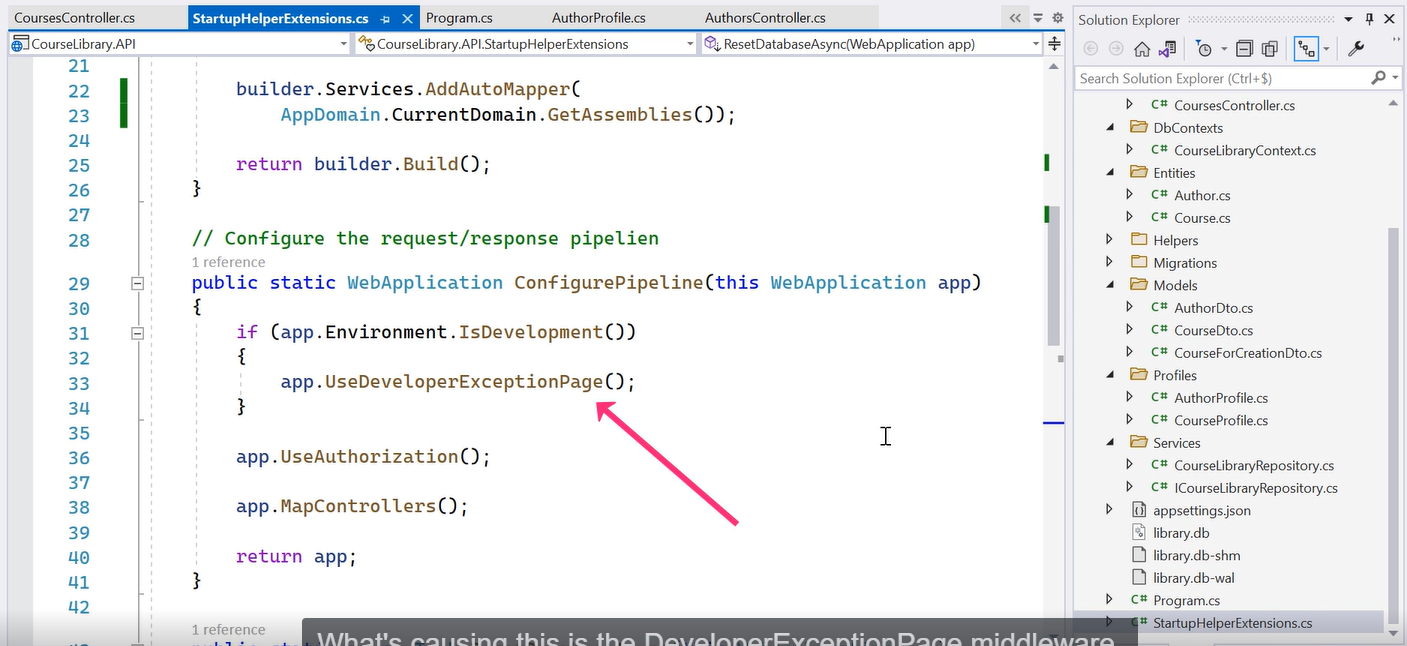 CoursesController.cs
StartupHelperExtensions.cs
Program.cs
AuthorProfile.cs
AuthorsController.cs
CourseLibrary.API
CourseLibrary.API.StartupHelperExtensions
ResetDatabaseAsync(WebApplication app)
21
22 builder.Services.AddAutoMapper(
23 AppDomain.CurrentDomain.GetAssemblies());
24
25 return builder.Build();
26 }
27
28 // Configure the request/response pipelien
1 reference
29 public static WebApplication ConfigurePipeline(this WebApplication app)
30 {
31 if (app.Environment.IsDevelopment())
32 {
33 app.UseDeveloperExceptionPage();
34 }
35
36 app.UseAuthorization();
37
38 app.MapControllers();
39
40 return app;
41 }
42
1 reference
What's causing this is the DeveloperExceptionPage middleware
Solution Explorer
Search Solution Explorer (Ctrl+$)
C# CoursesController.cs
DbContexts
C# CourseLibraryContext.cs
Entities
C# Author.cs
C# Course.cs
Helpers
Migrations
Models
C# AuthorDto.cs
C# CourseDto.cs
C# CourseForCreationDto.cs
Profiles
C# AuthorProfile.cs
C# CourseProfile.cs
Services
C# CourseLibraryRepository.cs
C# ICourseLibraryRepository.cs
appsettings.json
library.db
library.db-shm
library.db-wal
C# Program.cs
C# StartupHelperExtensions.cs